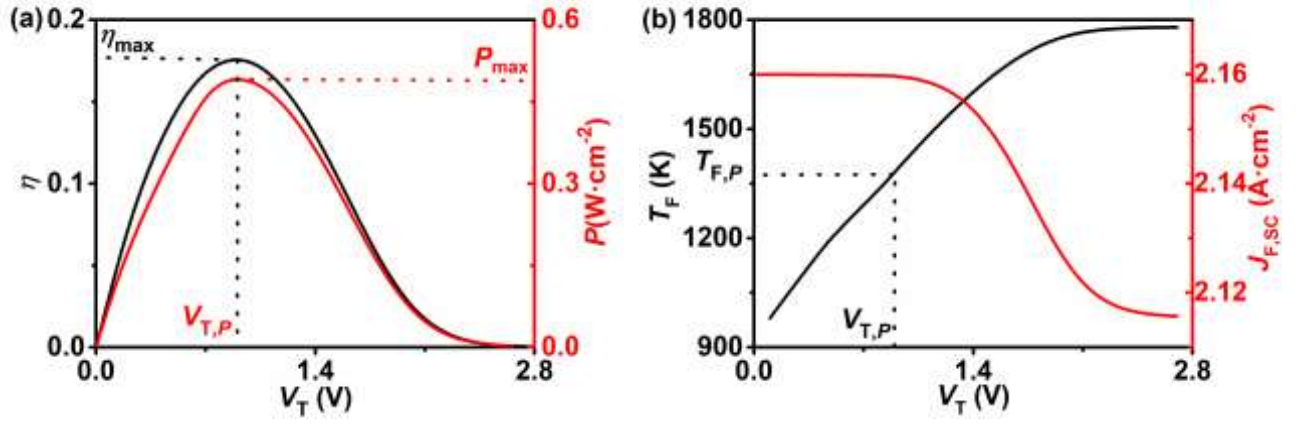 (a)
0.2
0.1
0.0
η
η_max
P_max
V_T,P
0.6
0.3
0.0
P(W·cm⁻²)
0.0 1.4 2.8
V_T (V)
(b)
1800
1500
1200
900
T_F (K)
T_F,P
V_T,P
2.16
2.14
2.12
J_F,SC (A·cm⁻²)
0.0 1.4 2.8
V_T (V)